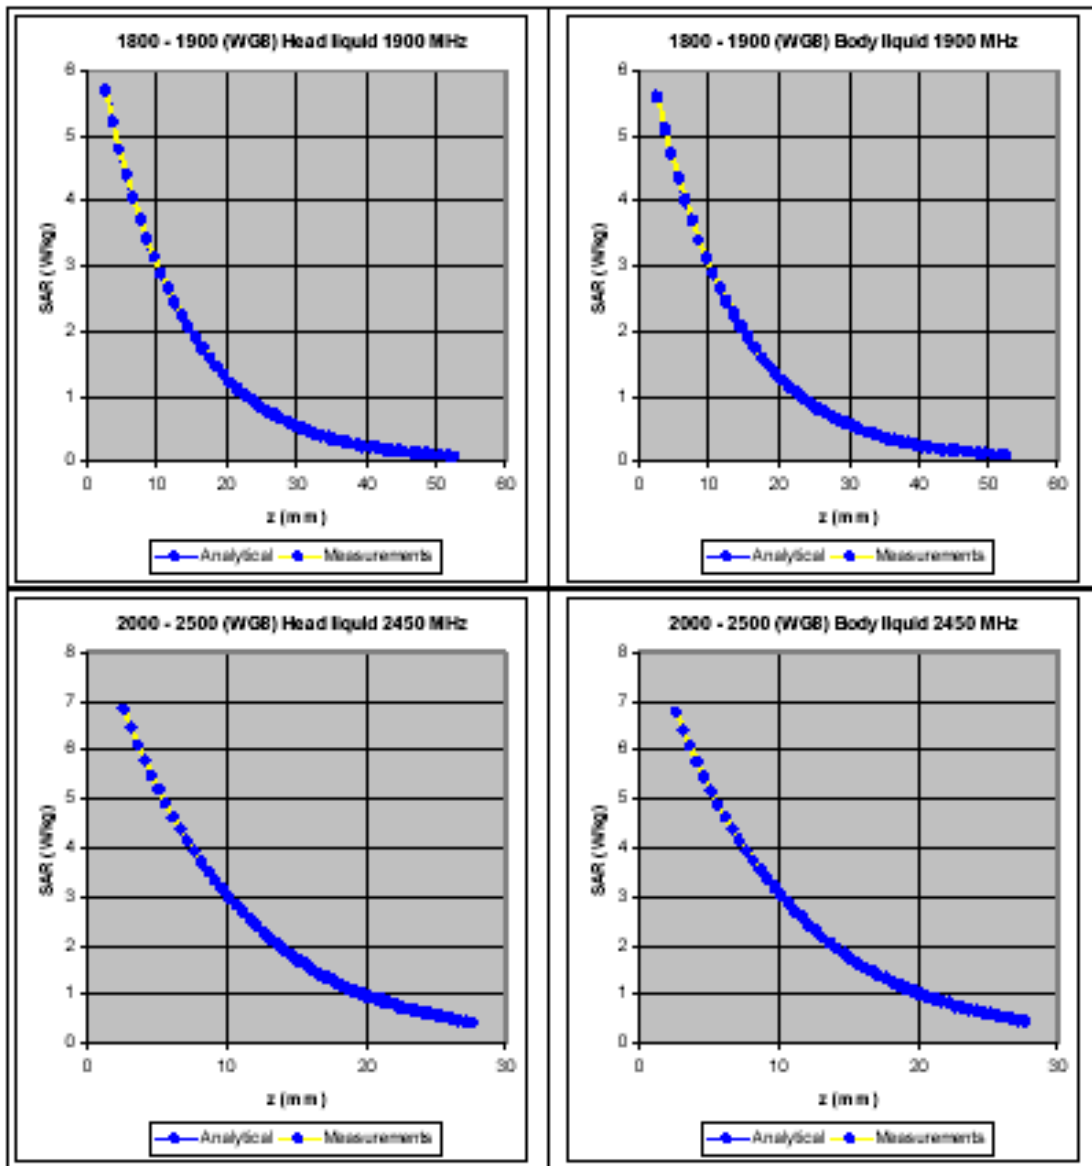 1800 - 1900 (WGB) Head liquid 1900 MHz
6
5
4
3
2
1
0
SAR (W/kg)
0 10 20 30 40 50 60
z (mm)
Analytical Measurements
1800 - 1900 (WGB) Body liquid 1900 MHz
6
5
4
3
2
1
0
SAR (W/kg)
0 10 20 30 40 50 60
z (mm)
Analytical Measurements
2000 - 2500 (WGB) Head liquid 2450 MHz
8
7
6
5
4
3
2
1
0
SAR (W/kg)
0 10 20 30
z (mm)
Analytical Measurements
2000 - 2500 (WGB) Body liquid 2450 MHz
8
7
6
5
4
3
2
1
0
SAR (W/kg)
0 10 20 30
z (mm)
Analytical Measurements